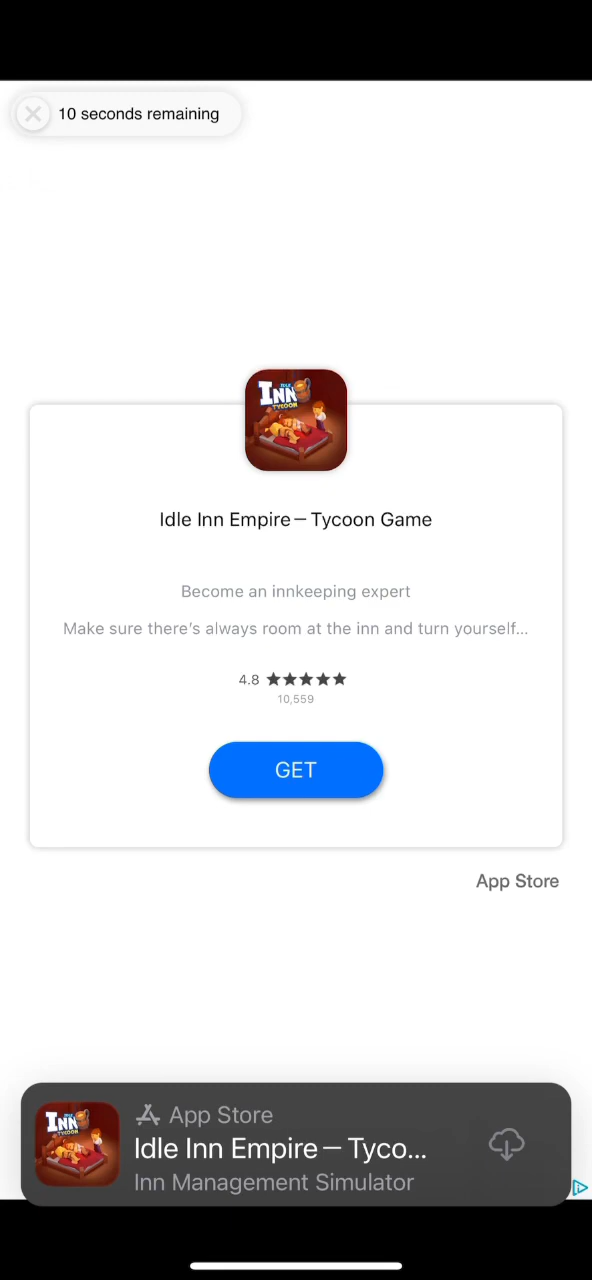 10 seconds remaining
IDLE
INN
TYCOON
Idle Inn Empire – Tycoon Game
Become an innkeeping expert
Make sure there's always room at the inn and turn yourself...
4.8 ★★★★★
10,559
GET
App Store
IDLE
INN
TYCOON
App Store
Idle Inn Empire – Tyco...
Inn Management Simulator